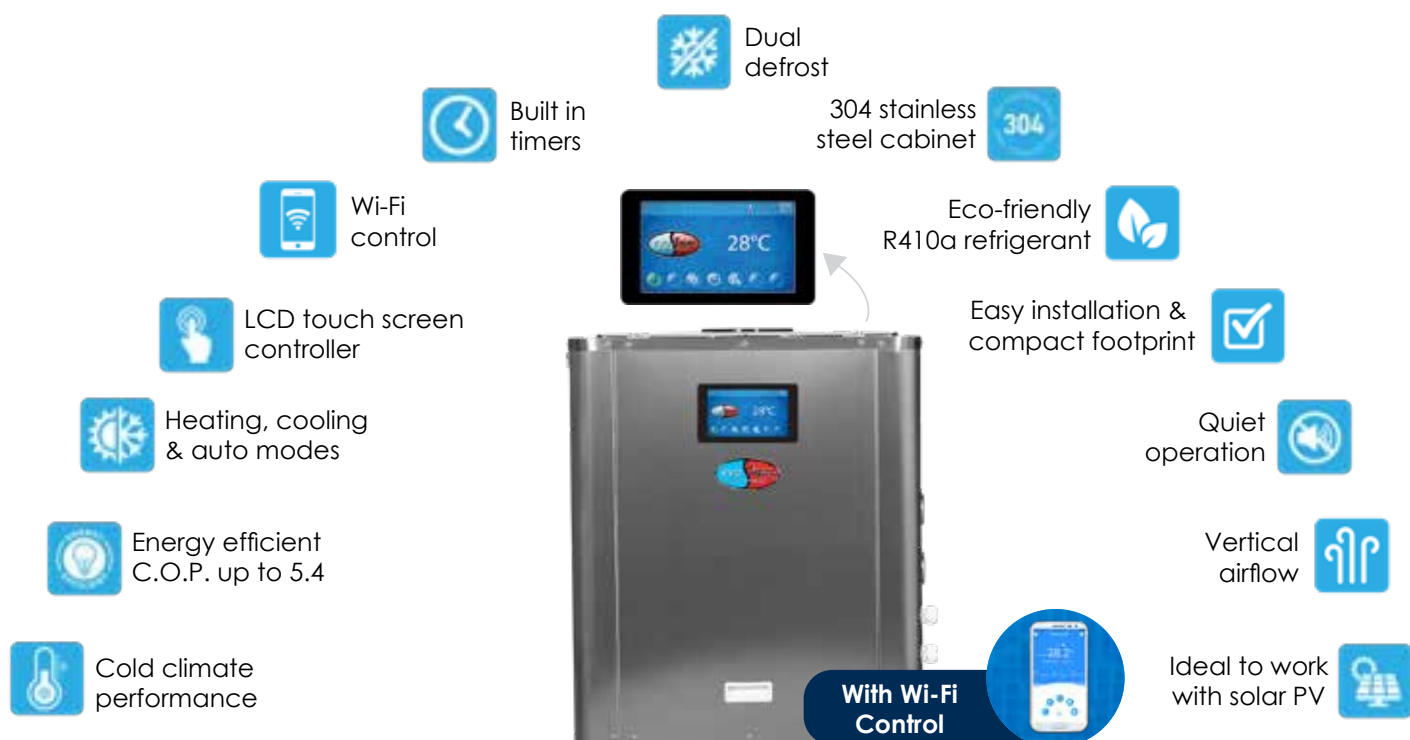 Dual
defrost
Built in
timers
304 stainless
steel cabinet
304
Wi-Fi
control
Eco-friendly
R410a refrigerant
28°C
LCD touch screen
controller
Easy installation &
compact footprint
28°C
Heating, cooling
& auto modes
Quiet
operation
Energy efficient
C.O.P. up to 5.4
Vertical
airflow
Cold climate
performance
With Wi-Fi
Control
28.2°
Ideal to work
with solar PV